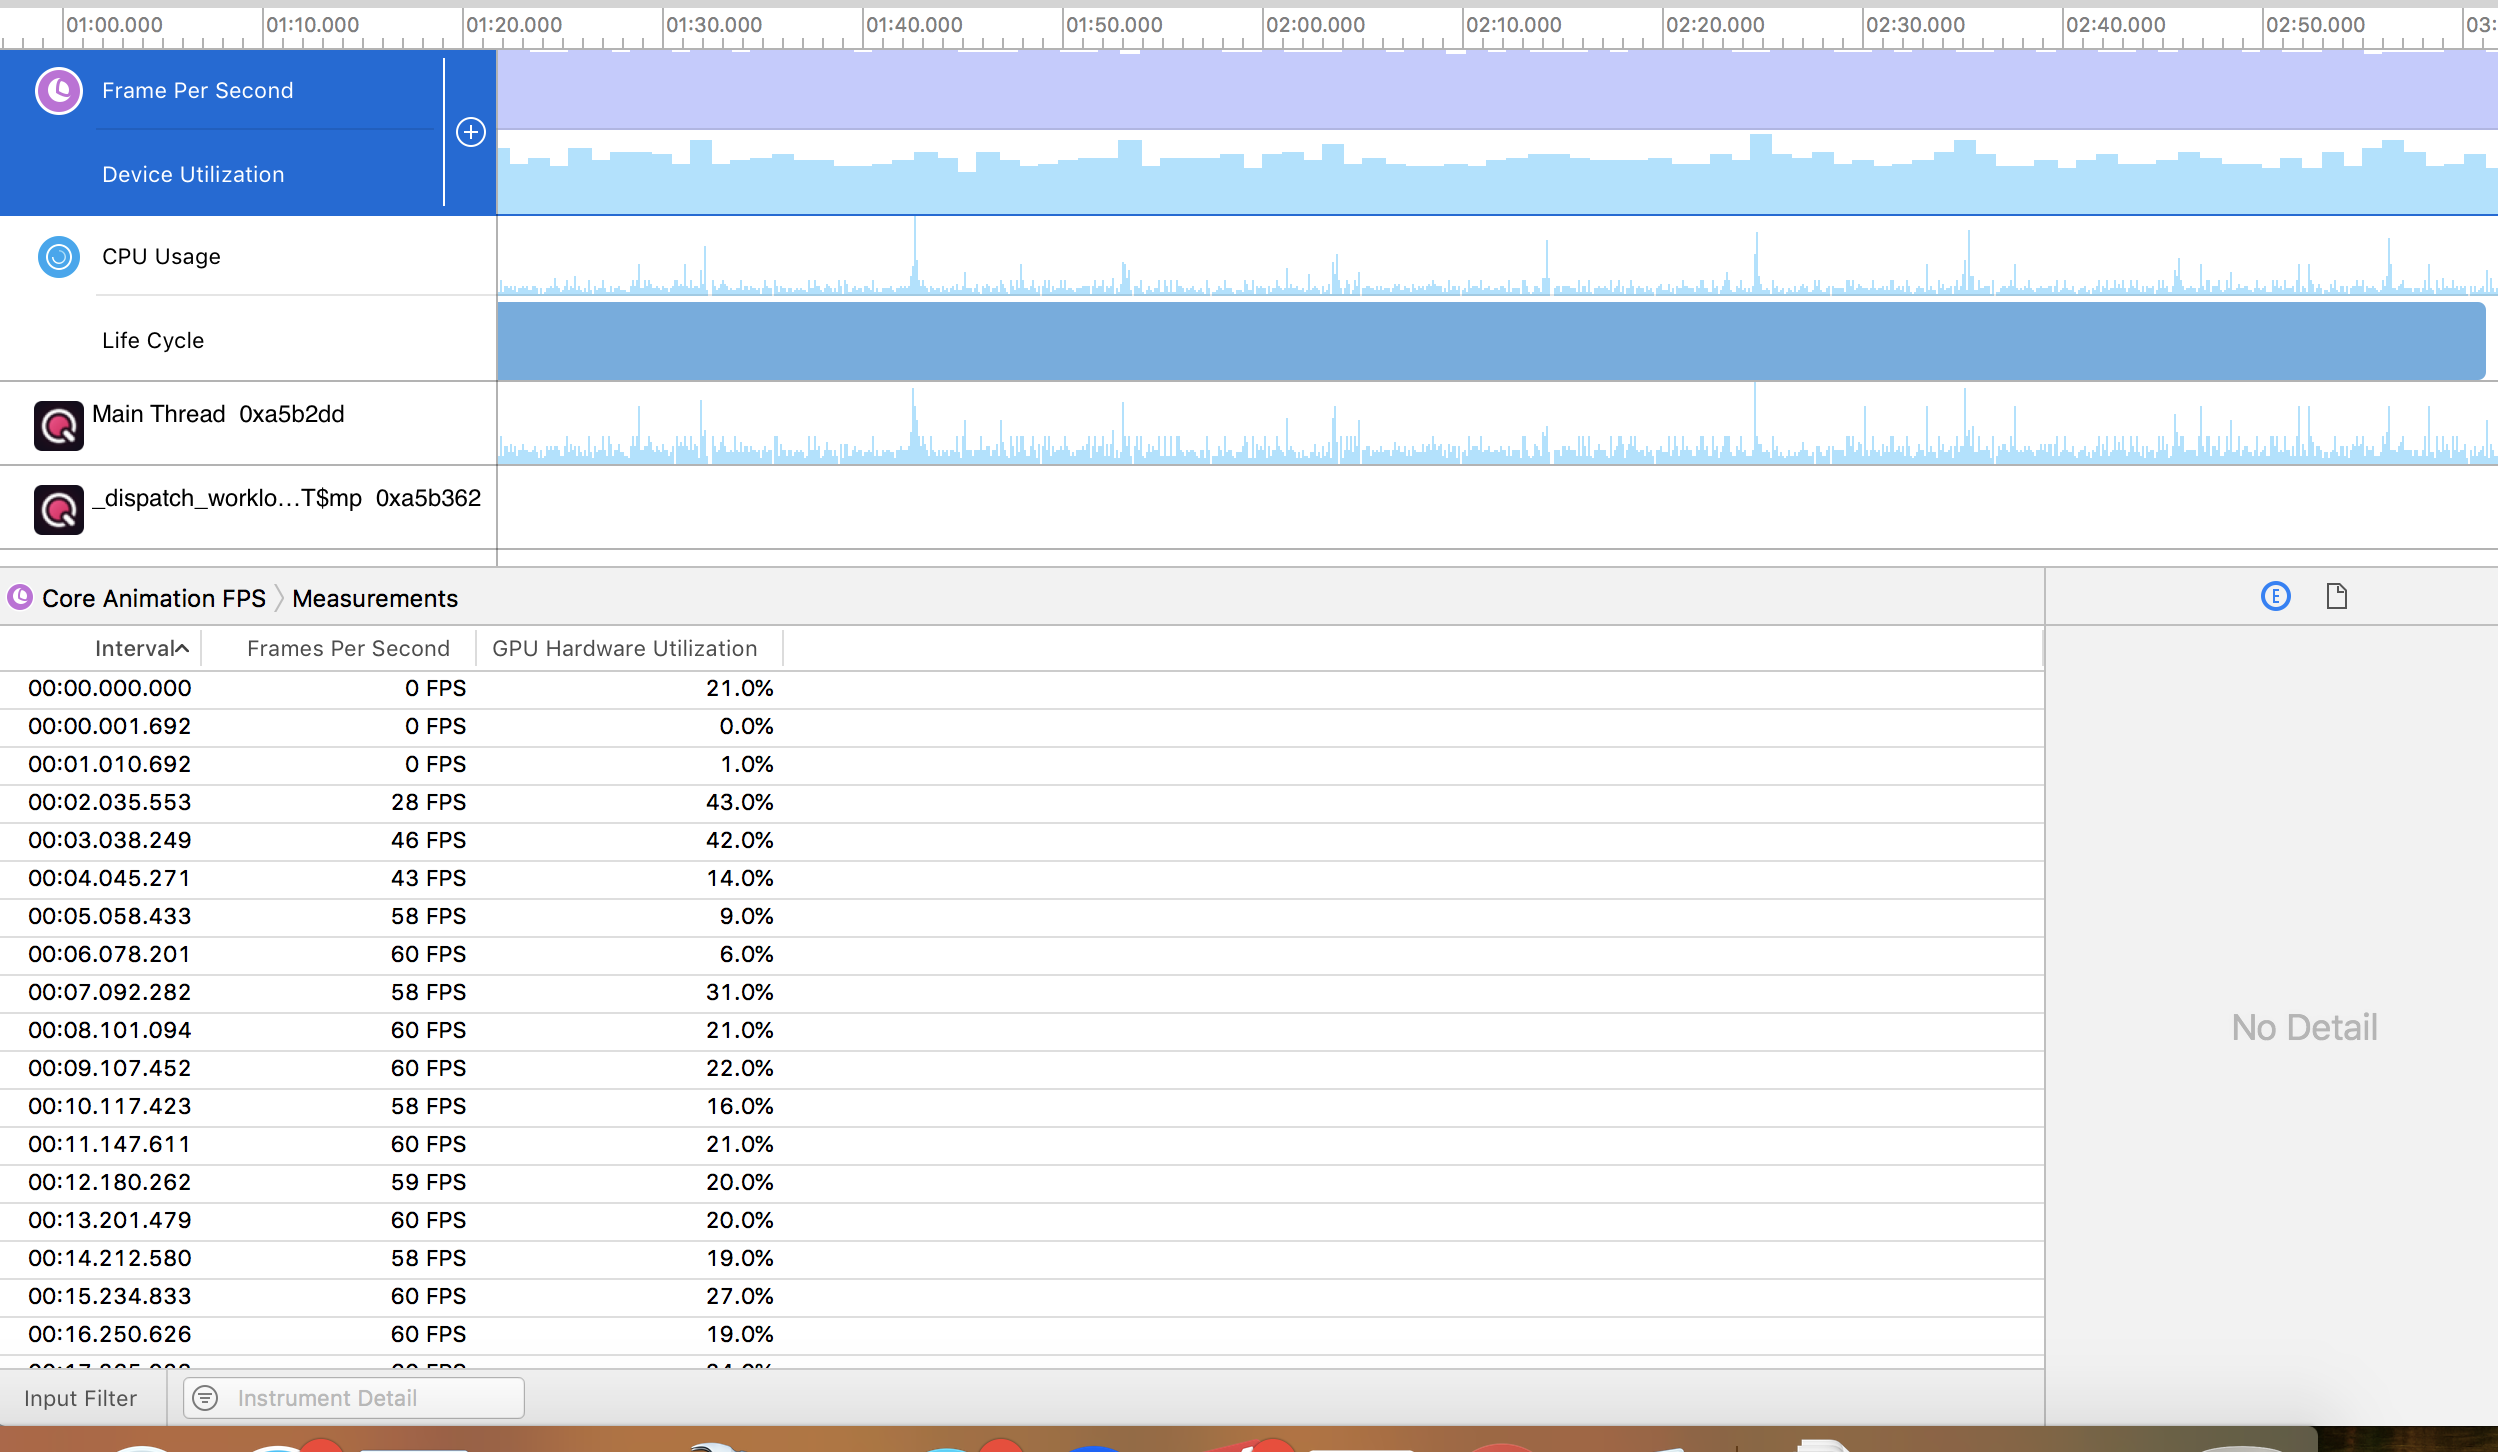 01:00.000 01:10.000 01:20.000 01:30.000 01:40.000 01:50.000 02:00.000 02:10.000 02:20.000 02:30.000 02:40.000 02:50.000 03:
Frame Per Second
Device Utilization
CPU Usage
Life Cycle
Main Thread 0xa5b2dd
_dispatch_worklo…T$mp 0xa5b362
Core Animation FPS Measurements
Interval Frames Per Second GPU Hardware Utilization
00:00.000.000 0 FPS 21.0%
00:00.001.692 0 FPS 0.0%
00:01.010.692 0 FPS 1.0%
00:02.035.553 28 FPS 43.0%
00:03.038.249 46 FPS 42.0%
00:04.045.271 43 FPS 14.0%
00:05.058.433 58 FPS 9.0%
00:06.078.201 60 FPS 6.0%
00:07.092.282 58 FPS 31.0%
00:08.101.094 60 FPS 21.0%
00:09.107.452 60 FPS 22.0%
00:10.117.423 58 FPS 16.0%
00:11.147.611 60 FPS 21.0%
00:12.180.262 59 FPS 20.0%
00:13.201.479 60 FPS 20.0%
00:14.212.580 58 FPS 19.0%
00:15.234.833 60 FPS 27.0%
00:16.250.626 60 FPS 19.0%
E
No Detail
Input Filter Instrument Detail